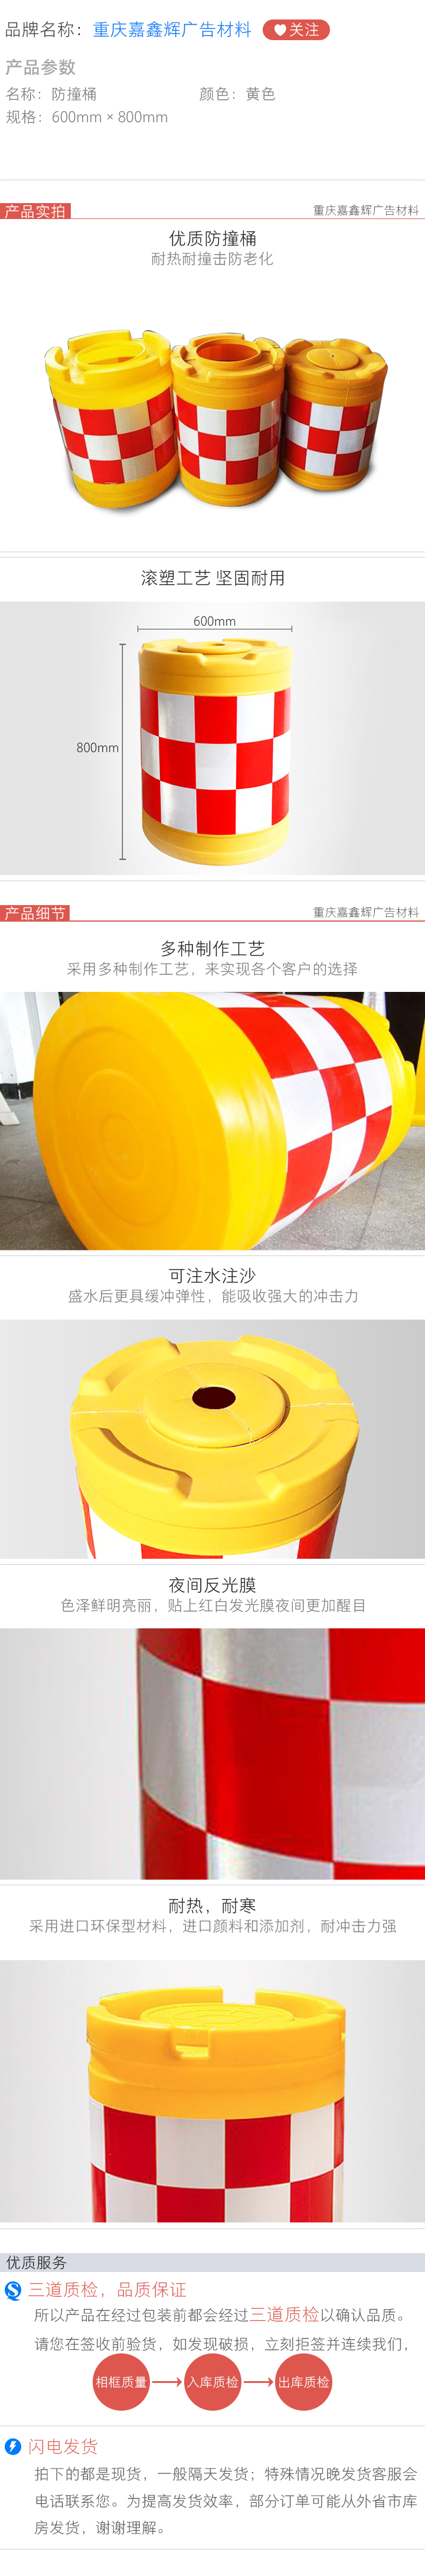 品牌名称：重庆嘉鑫辉广告材料 关注
产品参数
名称：防撞桶 颜色：黄色
规格：600mm × 800mm
产品实拍 重庆嘉鑫辉广告材料
优质防撞桶
耐热耐撞击防老化
滚塑工艺 坚固耐用
600mm
800mm
产品细节 重庆嘉鑫辉广告材料
多种制作工艺
采用多种制作工艺，来实现各个客户的选择
可注水注沙
盛水后更具缓冲弹性，能吸收强大的冲击力
夜间反光膜
色泽鲜明亮丽，贴上红白发光膜夜间更加醒目
耐热，耐寒
采用进口环保型材料，进口颜料和添加剂，耐冲击力强
优质服务
三道质检，品质保证
所以产品在经过包装前都会经过三道质检以确认品质。
请您在签收前验货，如发现破损，立刻拒签并连续我们，
相框质量 入库质检 出库质检
闪电发货
拍下的都是现货，一般隔天发货；特殊情况晚发货客服会
电话联系您。为提高发货效率，部分订单可能从外省市库
房发货，谢谢理解。